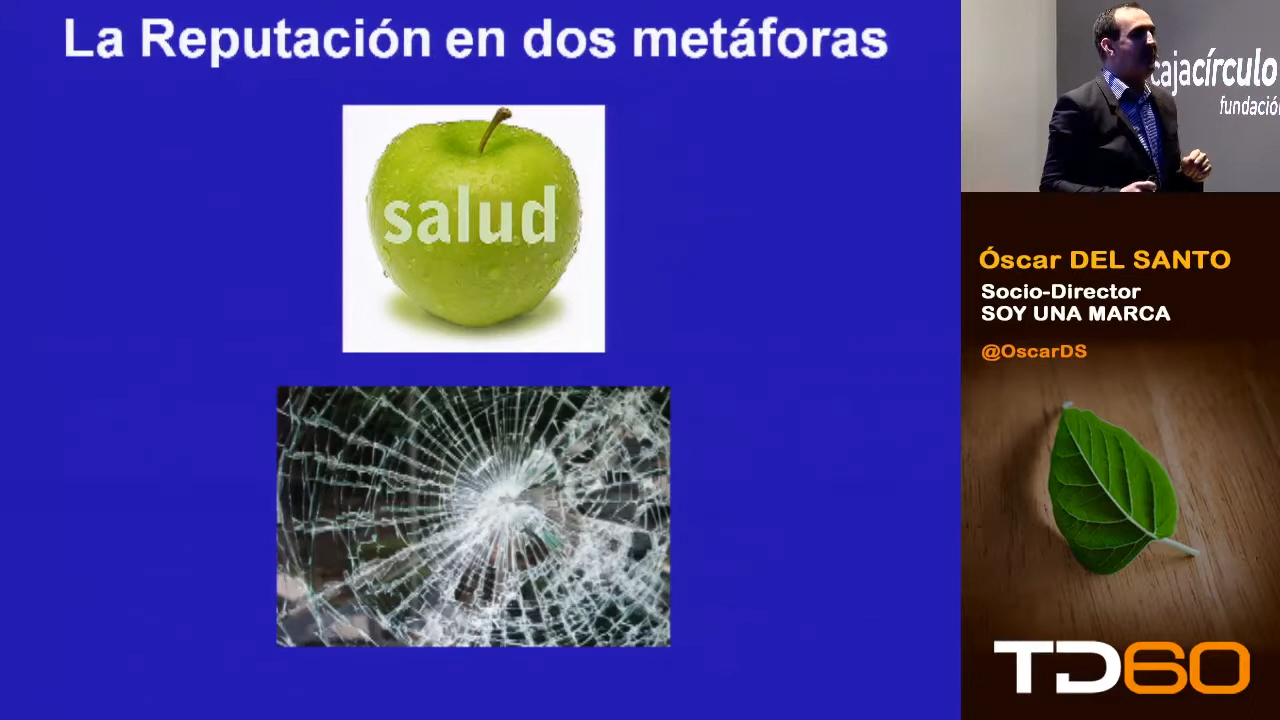 La Reputación en dos metáforas
salud
cajacírculo
fundación
Óscar DEL SANTO
Socio-Director
SOY UNA MARCA
@OscarDS
TD60